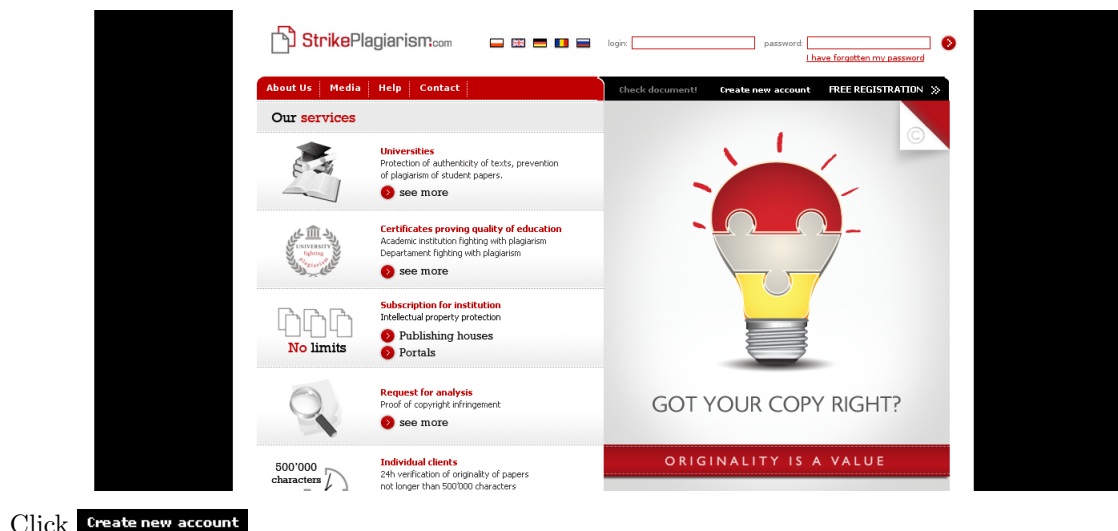 StrikePlagiarism.com
login:
password:
I have forgotten my password
About Us Media Help Contact
Check document! Create new account FREE REGISTRATION
Our services
Universities
Protection of authenticity of texts, prevention
of plagiarism of student papers.
see more
UNIVERSITY
fighting
plagiarism
Certificates proving quality of education
Academic institution fighting with plagiarism
Departament fighting with plagiarism
see more
No limits
Subscription for institution
Intellectual property protection
Publishing houses
Portals
Request for analysis
Proof of copyright infringement
see more
500'000
characters
Individual clients
24h verification of originality of papers
not longer than 500'000 characters
©
GOT YOUR COPY RIGHT?
ORIGINALITY IS A VALUE
Click Create new account